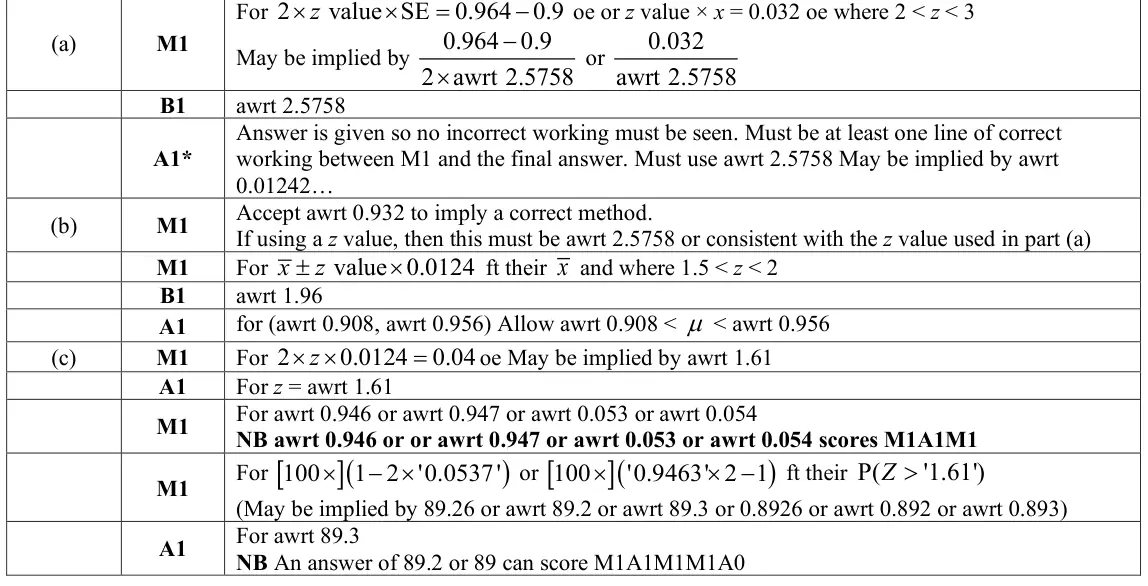 (a) M1 For 2 × z value × SE = 0.964 − 0.9 oe or z value × x = 0.032 oe where 2 < z < 3
May be implied by (0.964 − 0.9)/(2 × awrt 2.5758) or 0.032/(awrt 2.5758)
B1 awrt 2.5758
A1* Answer is given so no incorrect working must be seen. Must be at least one line of correct
working between M1 and the final answer. Must use awrt 2.5758 May be implied by awrt
0.01242…
(b) M1 Accept awrt 0.932 to imply a correct method.
If using a z value, then this must be awrt 2.5758 or consistent with the z value used in part (a)
M1 For x̅ ± z value × 0.0124 ft their x̅ and where 1.5 < z < 2
B1 awrt 1.96
A1 for (awrt 0.908, awrt 0.956) Allow awrt 0.908 < μ < awrt 0.956
(c) M1 For 2 × z × 0.0124 = 0.04 oe May be implied by awrt 1.61
A1 For z = awrt 1.61
M1 For awrt 0.946 or awrt 0.947 or awrt 0.053 or awrt 0.054
NB awrt 0.946 or or awrt 0.947 or awrt 0.053 or awrt 0.054 scores M1A1M1
M1 For [100×](1 − 2 × '0.0537') or [100×]('0.9463' × 2 − 1) ft their P(Z > '1.61')
(May be implied by 89.26 or awrt 89.2 or awrt 89.3 or 0.8926 or awrt 0.892 or awrt 0.893)
A1 For awrt 89.3
NB An answer of 89.2 or 89 can score M1A1M1M1A0